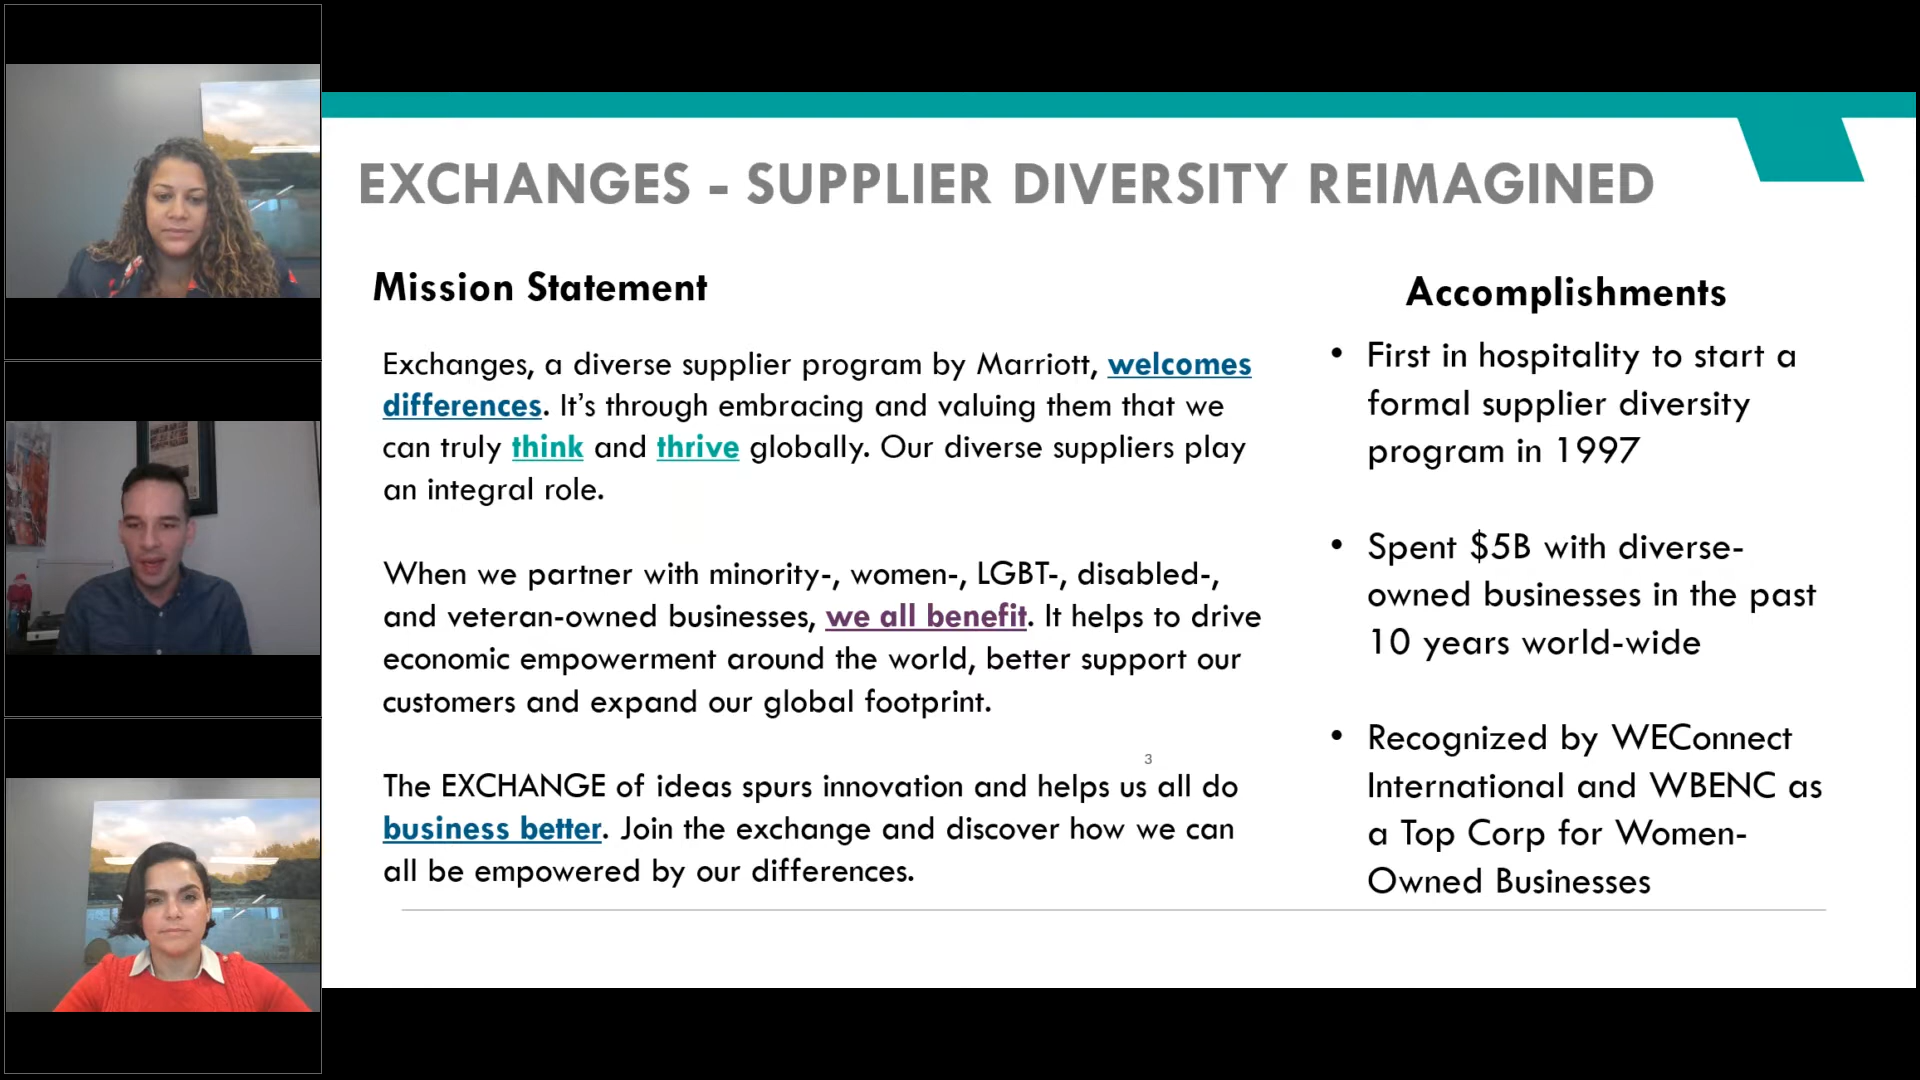 EXCHANGES - SUPPLIER DIVERSITY REIMAGINED
Mission Statement
Exchanges, a diverse supplier program by Marriott, welcomes
differences. It’s through embracing and valuing them that we
can truly think and thrive globally. Our diverse suppliers play
an integral role.
When we partner with minority-, women-, LGBT-, disabled-,
and veteran-owned businesses, we all benefit. It helps to drive
economic empowerment around the world, better support our
customers and expand our global footprint.
3
The EXCHANGE of ideas spurs innovation and helps us all do
business better. Join the exchange and discover how we can
all be empowered by our differences.
Accomplishments
• First in hospitality to start a
formal supplier diversity
program in 1997
• Spent $5B with diverse-
owned businesses in the past
10 years world-wide
• Recognized by WEConnect
International and WBENC as
a Top Corp for Women-
Owned Businesses